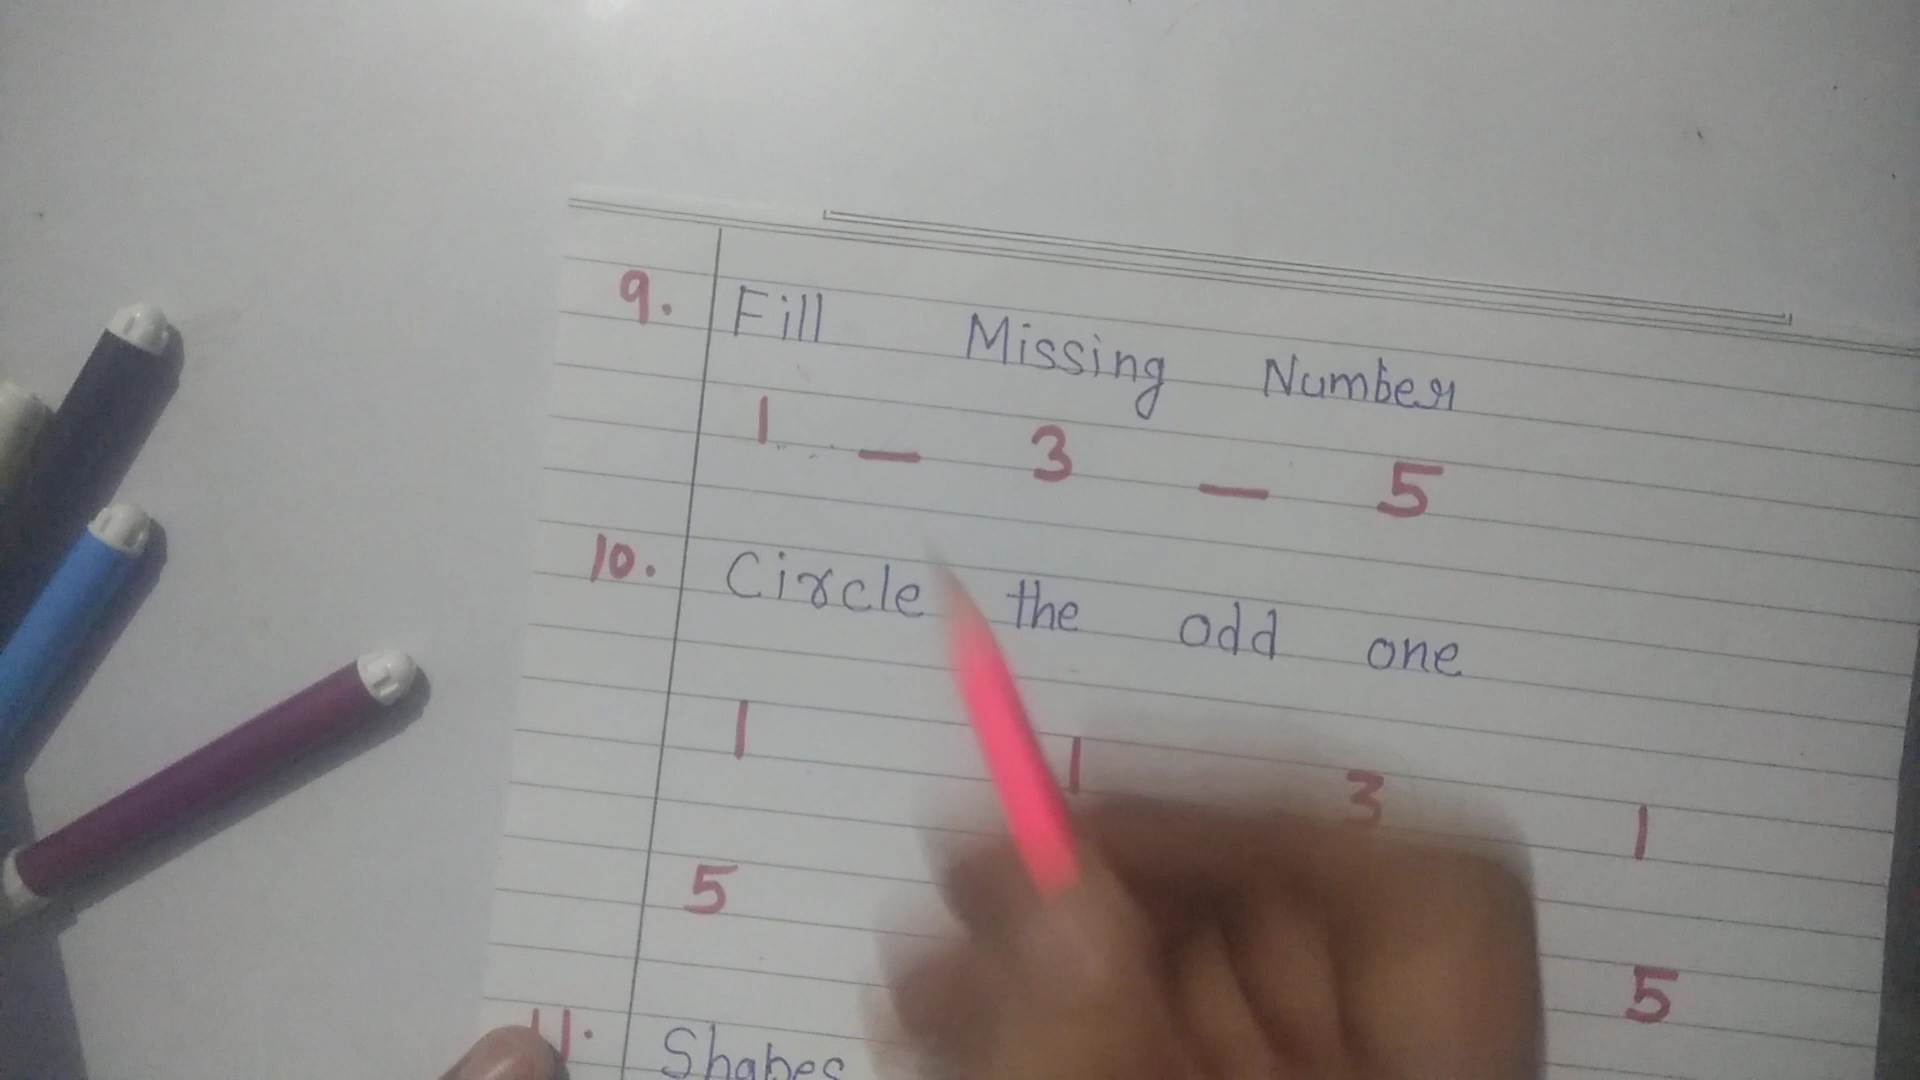 9. Fill Missing Number
1 _ 3 _ 5
10. Circle the odd one
1 1 3 1
5 5
11. Shapes